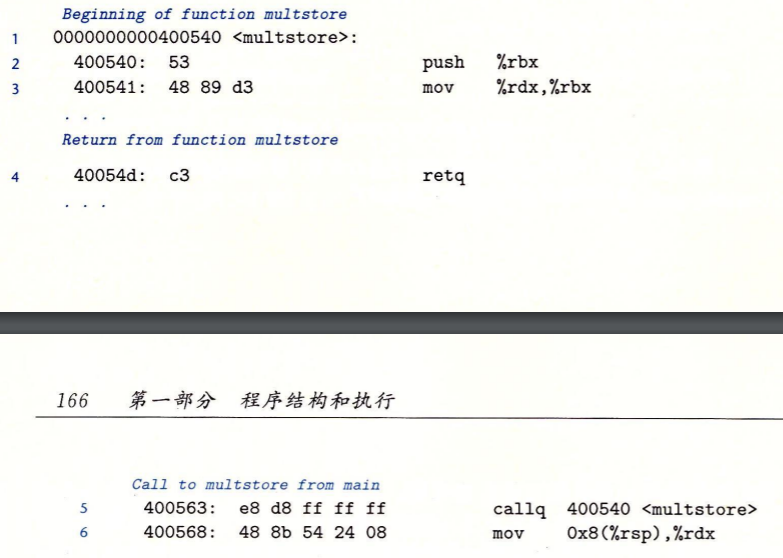 Beginning of function multstore
1 0000000000400540 <multstore>:
2 400540: 53 push %rbx
3 400541: 48 89 d3 mov %rdx,%rbx
. . .
Return from function multstore
4 40054d: c3 retq
. . .
166 第一部分 程序结构和执行
Call to multstore from main
5 400563: e8 d8 ff ff ff callq 400540 <multstore>
6 400568: 48 8b 54 24 08 mov 0x8(%rsp),%rdx